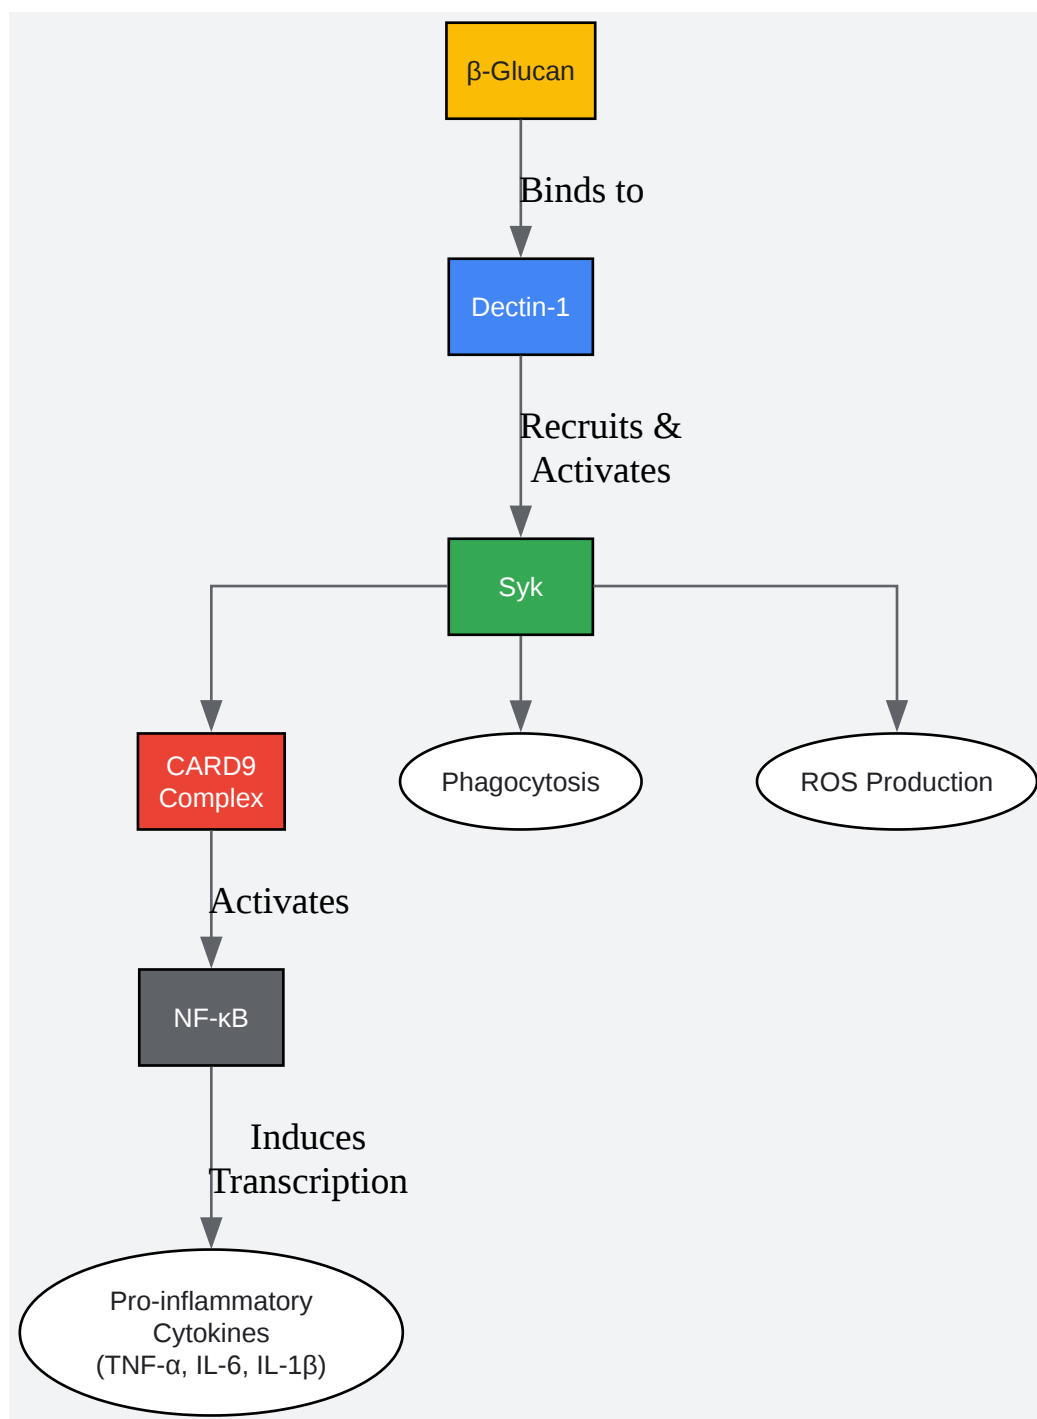 β-Glucan
Binds to
Dectin-1
Recruits &
Activates
Syk
CARD9
Complex
Phagocytosis
ROS Production
Activates
NF-κB
Induces
Transcription
Pro-inflammatory
Cytokines
(TNF-α, IL-6, IL-1β)